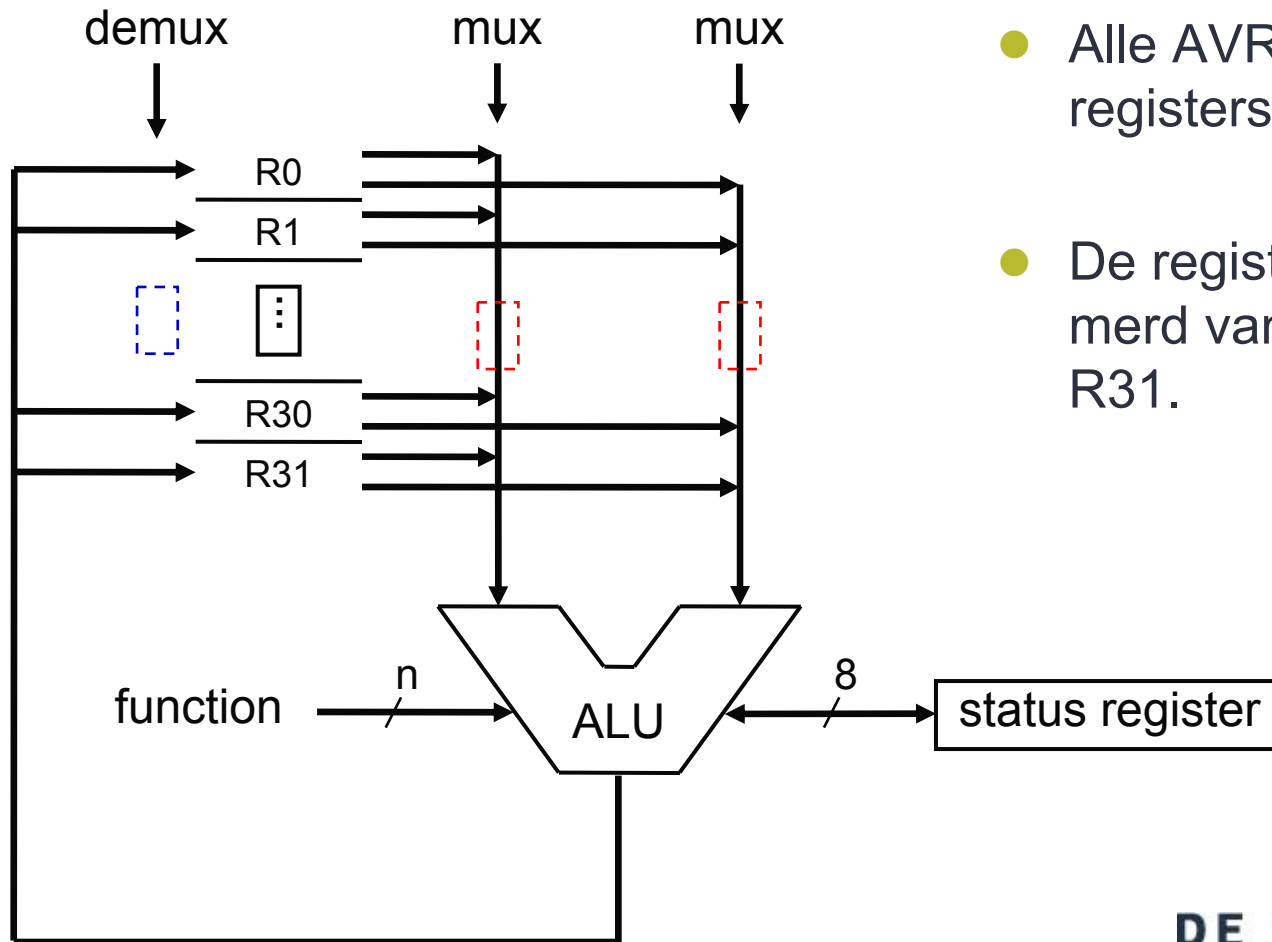 demux
mux
mux
R0
R1
⋮
R30
R31
function
n
ALU
8
status register
Alle AVR
registers
De regist
merd van
R31.
DE